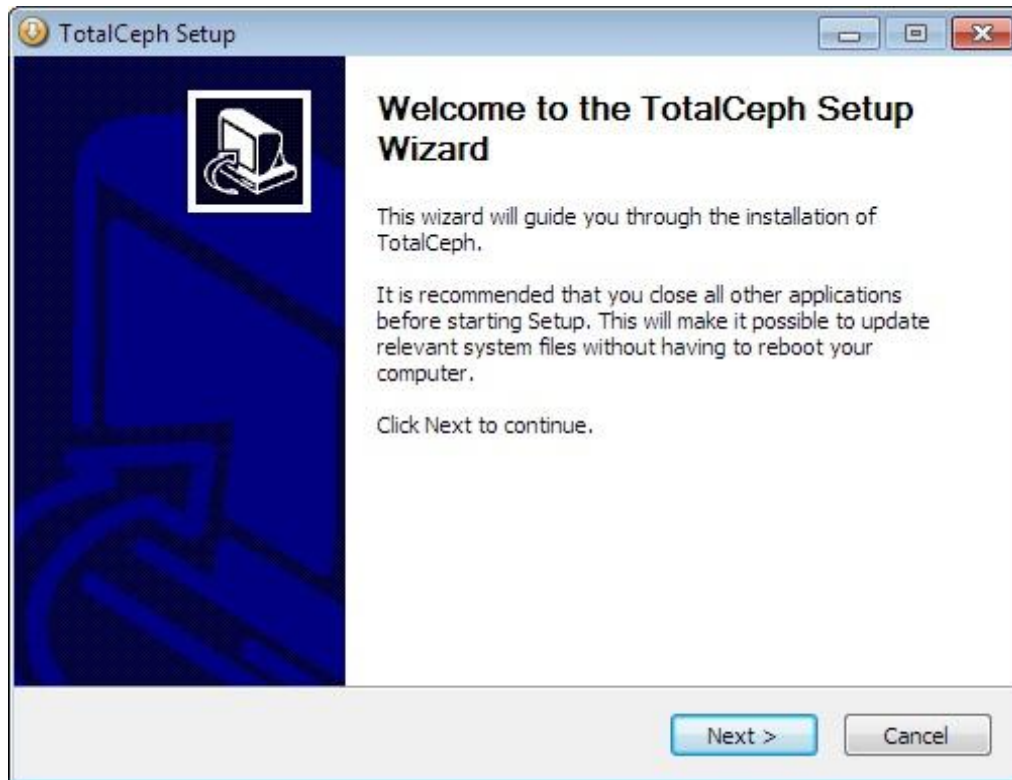 TotalCeph Setup
Welcome to the TotalCeph Setup
Wizard
This wizard will guide you through the installation of
TotalCeph.
It is recommended that you close all other applications
before starting Setup. This will make it possible to update
relevant system files without having to reboot your
computer.
Click Next to continue.
Next >
Cancel